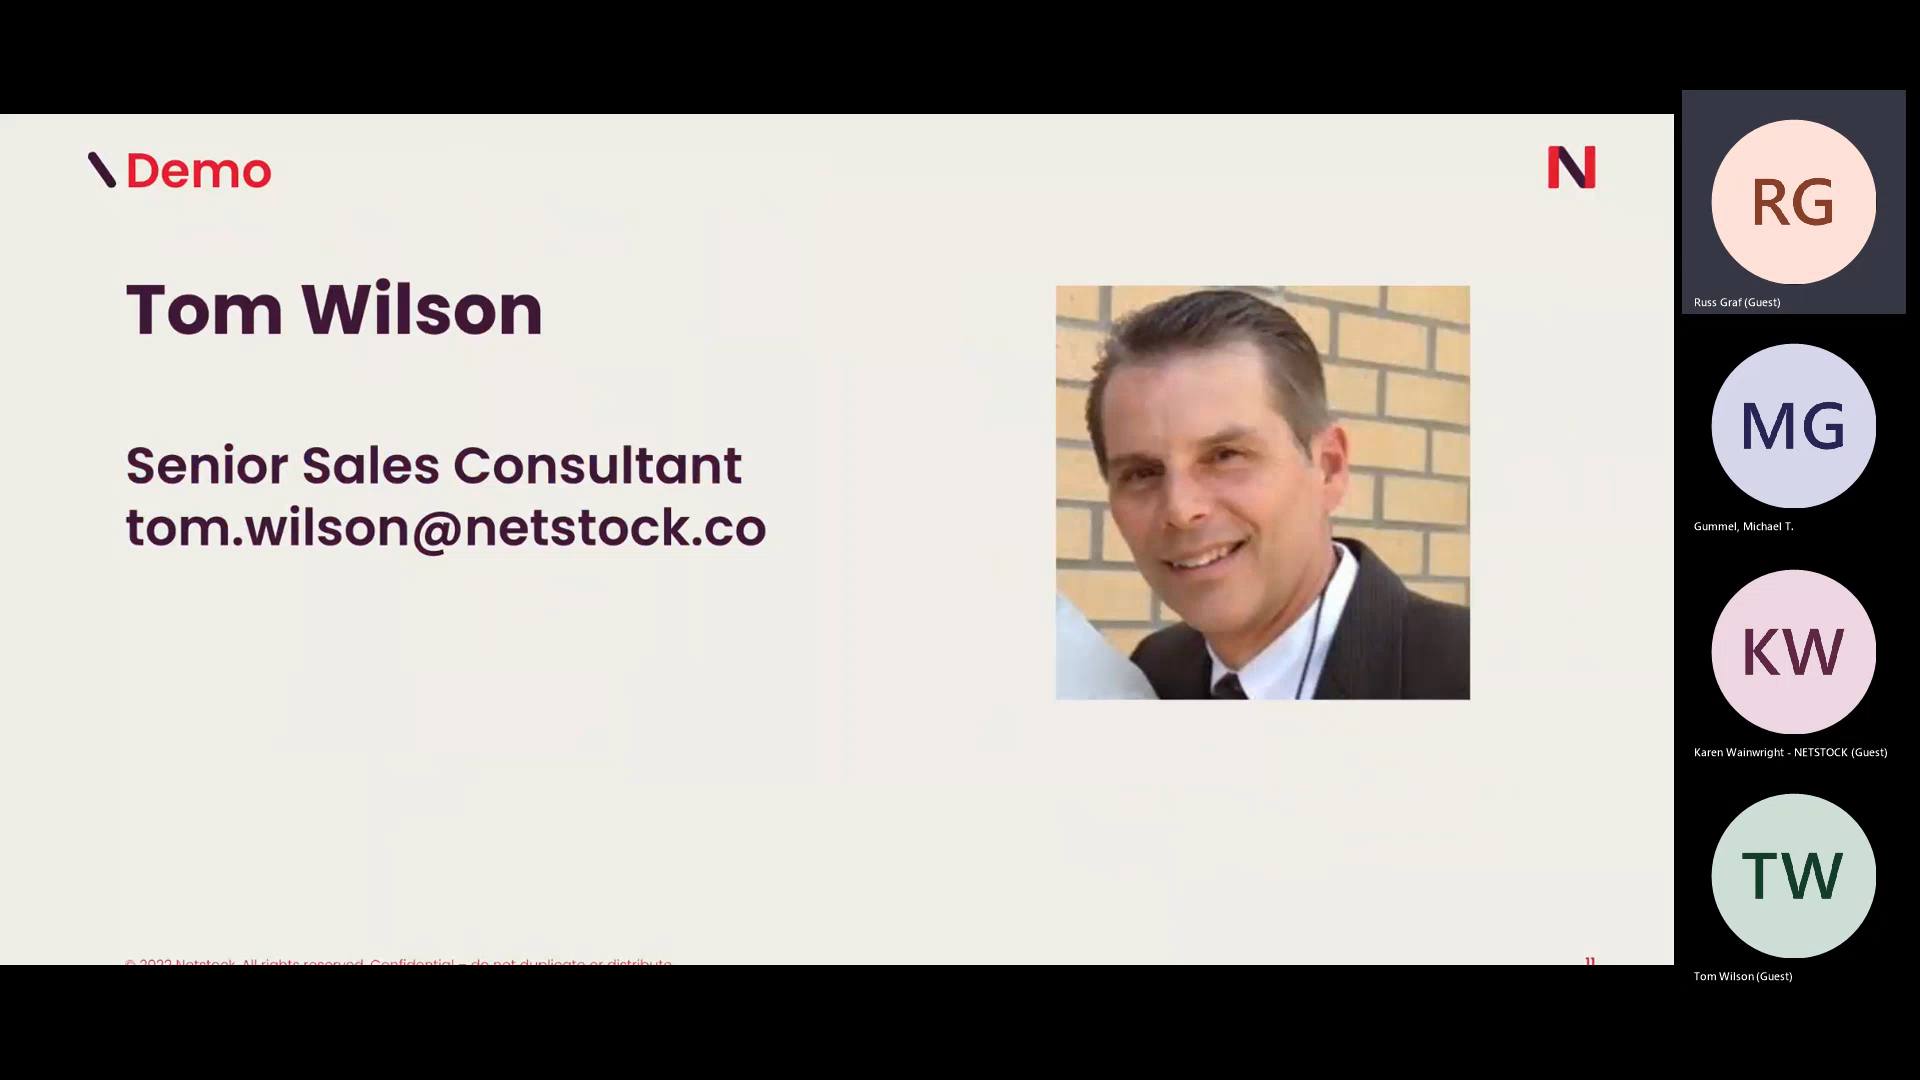 Demo
N
Tom Wilson
Senior Sales Consultant
tom.wilson@netstock.co
© 2022 Netstock. All rights reserved. Confidential – do not duplicate or distribute
11
RG
Russ Graf (Guest)
MG
Gummel, Michael T.
KW
Karen Wainwright - NETSTOCK (Guest)
TW
Tom Wilson (Guest)